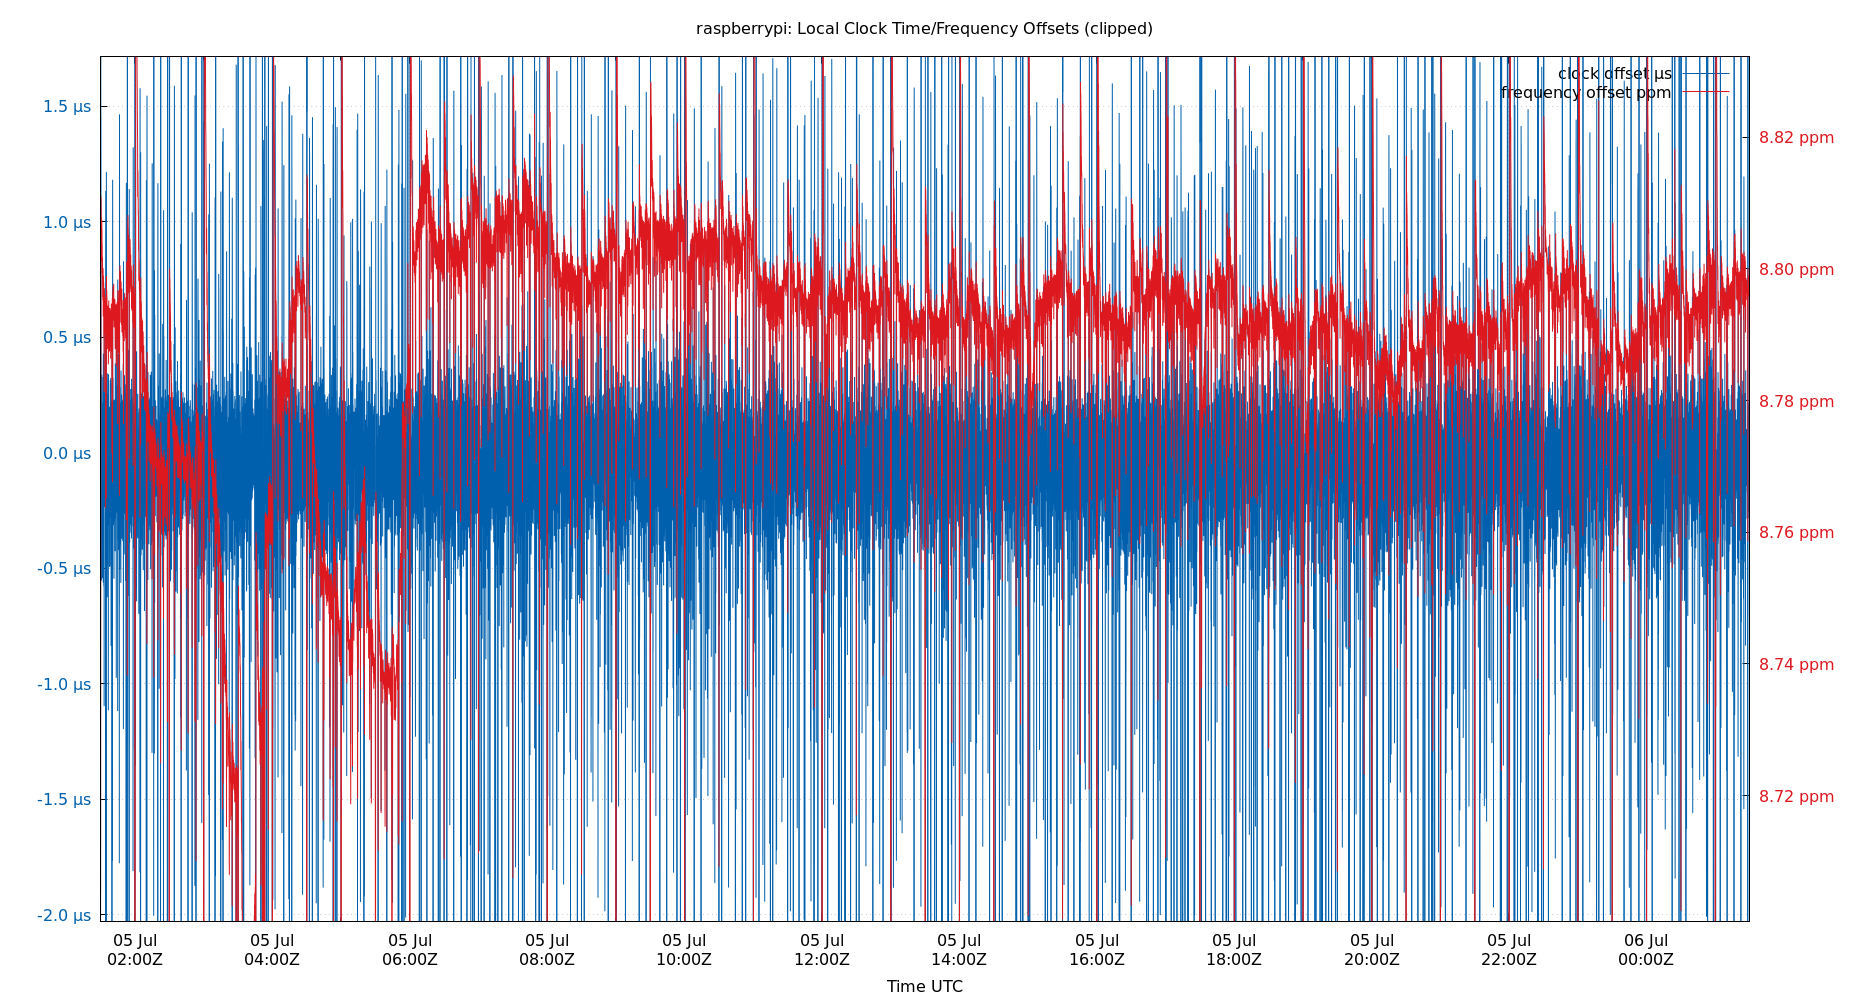 raspberrypi: Local Clock Time/Frequency Offsets (clipped)
clock offset µs
frequency offset ppm
1.5 µs
1.0 µs
0.5 µs
0.0 µs
-0.5 µs
-1.0 µs
-1.5 µs
-2.0 µs
8.82 ppm
8.80 ppm
8.78 ppm
8.76 ppm
8.74 ppm
8.72 ppm
05 Jul 05 Jul 05 Jul 05 Jul 05 Jul 05 Jul 05 Jul 05 Jul 05 Jul 05 Jul 05 Jul 06 Jul
02:00Z 04:00Z 06:00Z 08:00Z 10:00Z 12:00Z 14:00Z 16:00Z 18:00Z 20:00Z 22:00Z 00:00Z
Time UTC